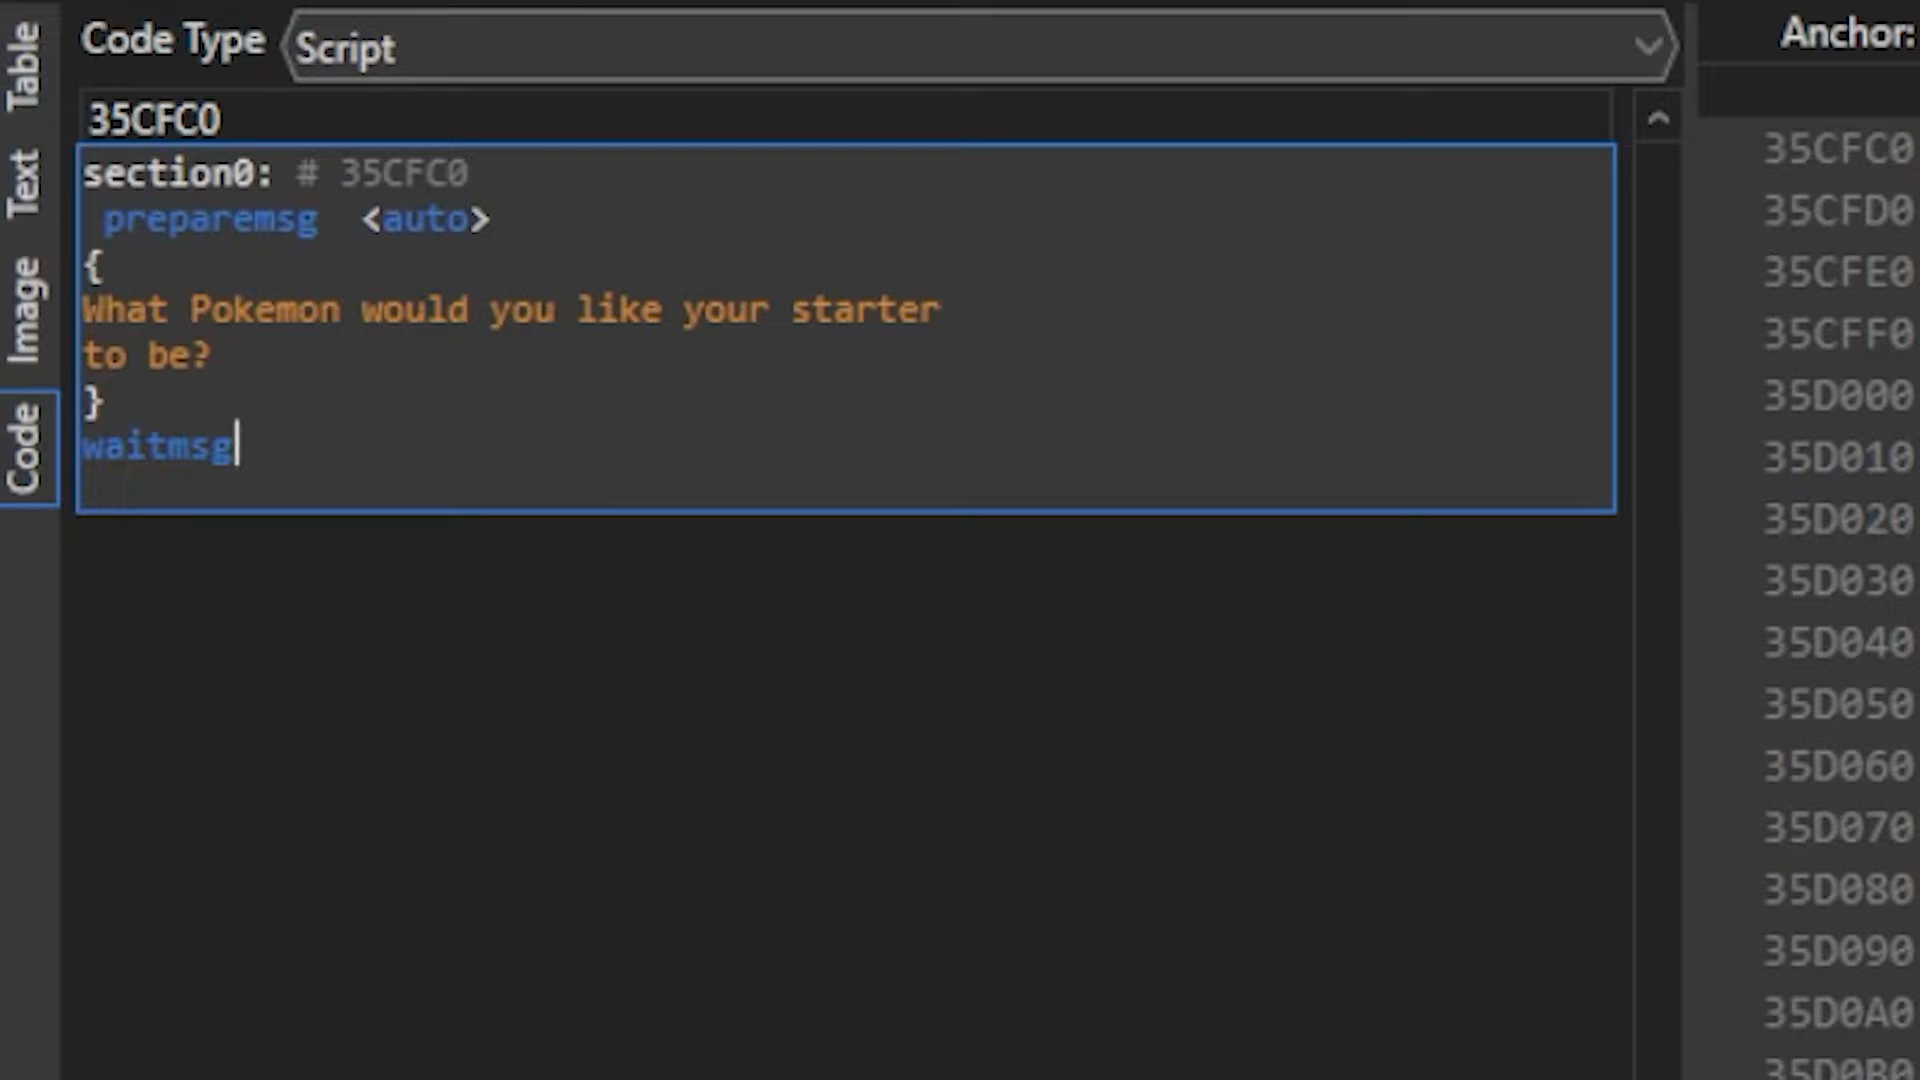 Table
Text
Image
Code
Code Type
Script
35CFC0
section0: # 35CFC0
preparemsg <auto>
{
What Pokemon would you like your starter
to be?
}
waitmsg
Anchor:
35CFC0
35CFD0
35CFE0
35CFF0
35D000
35D010
35D020
35D030
35D040
35D050
35D060
35D070
35D080
35D090
35D0A0
35D0B0